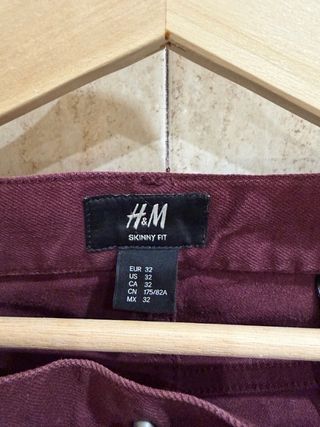 H&M
SKINNY FIT
EUR 32
US 32
CA 32
CN 175/82A
MX 32